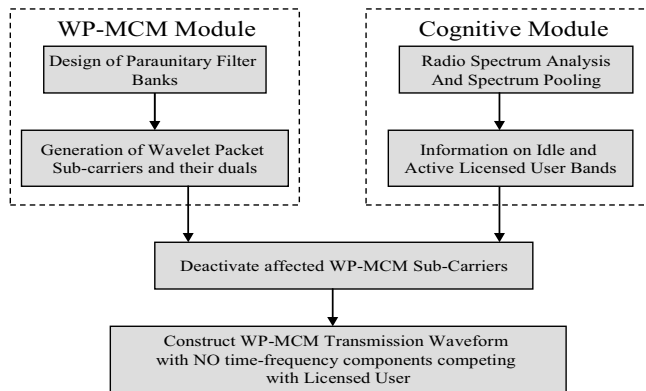 WP-MCM Module
Design of Paraunitary Filter
Banks
Generation of Wavelet Packet
Sub-carriers and their duals
Cognitive Module
Radio Spectrum Analysis
And Spectrum Pooling
Information on Idle and
Active Licensed User Bands
Deactivate affected WP-MCM Sub-Carriers
Construct WP-MCM Transmission Waveform
with NO time-frequency components competing
with Licensed User